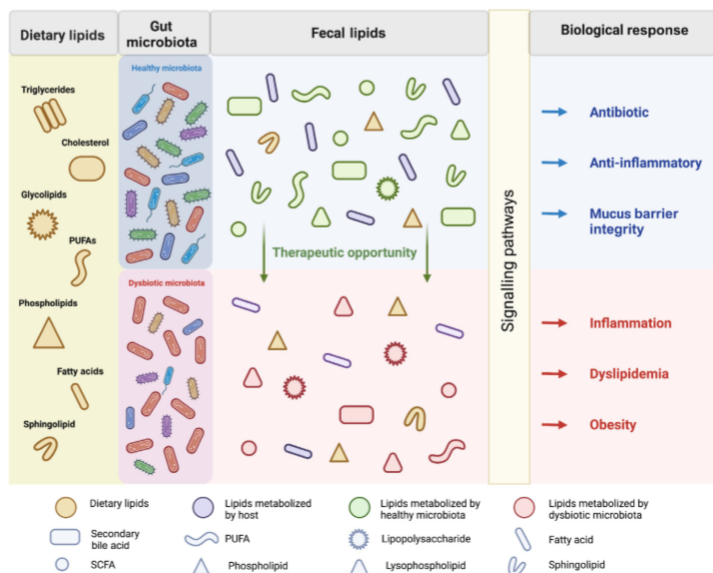 Dietary lipids
Gut
microbiota
Fecal lipids
Biological response
Triglycerides
Cholesterol
Glycolipids
PUFAs
Phospholipids
Fatty acids
Sphingolipid
Healthy microbiota
Dysbiotic microbiota
Therapeutic opportunity
Signalling pathways
Antibiotic
Anti-inflammatory
Mucus barrier
integrity
Inflammation
Dyslipidemia
Obesity
Dietary lipids
Lipids metabolized
by host
Lipids metabolized by
healthy microbiota
Lipids metabolized by
dysbiotic microbiota
Secondary
bile acid
PUFA
Lipopolysaccharide
Fatty acid
SCFA
Phospholipid
Lysophospholipid
Sphingolipid